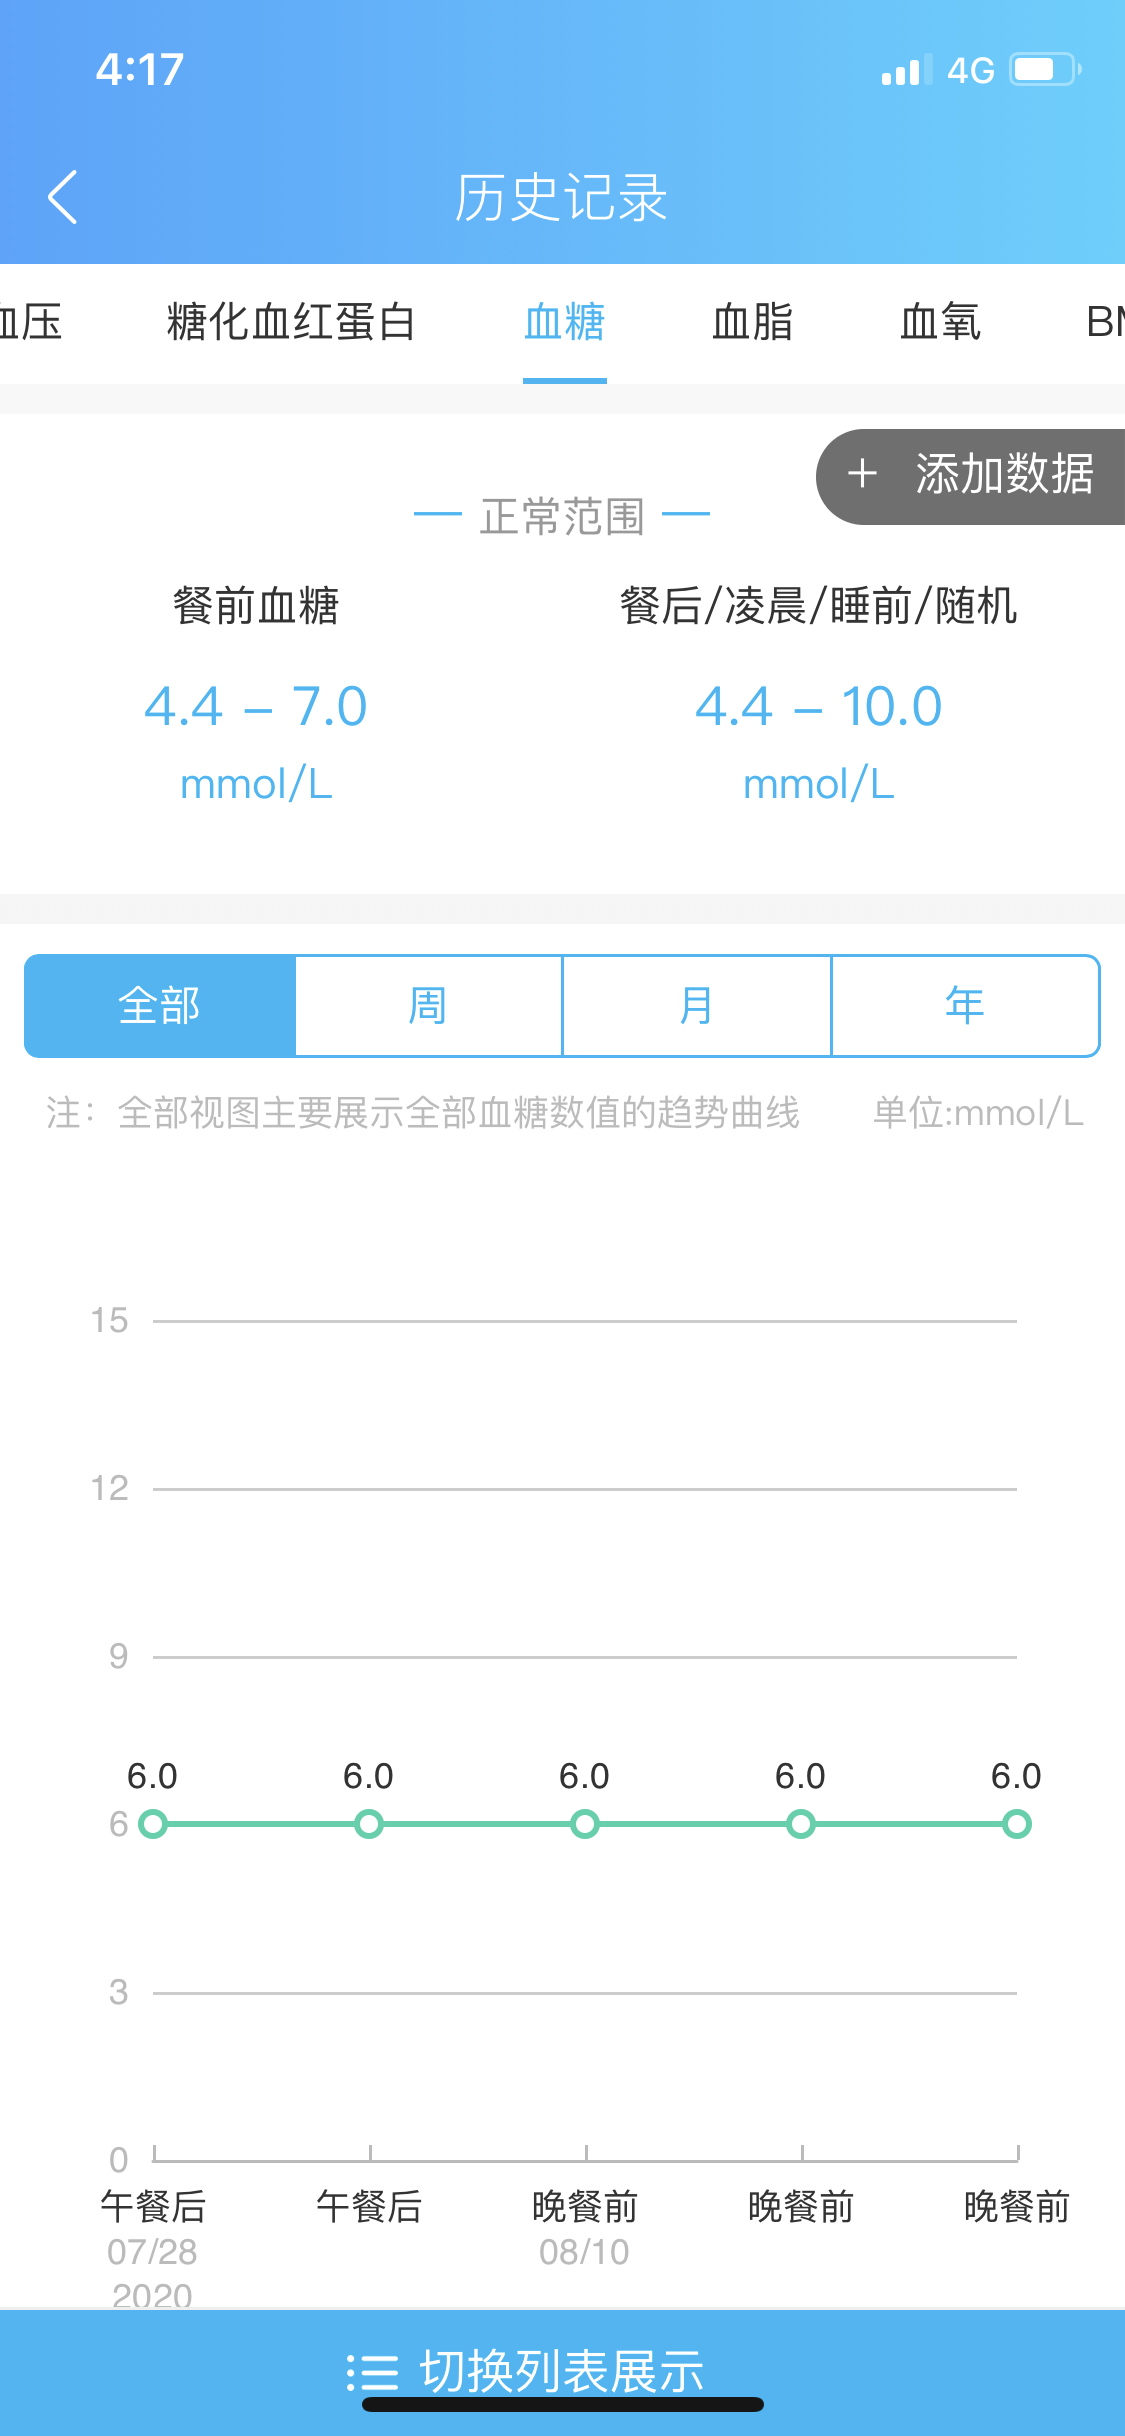 4:17
4G
历史记录
血压 糖化血红蛋白 血糖 血脂 血氧
+ 添加数据
正常范围
餐前血糖 餐后/凌晨/睡前/随机
4.4 – 7.0 4.4 – 10.0
mmol/L mmol/L
全部 周 月 年
注：全部视图主要展示全部血糖数值的趋势曲线 单位:mmol/L
15
12
9
6.0 6.0 6.0 6.0 6.0
6
3
0
午餐后 午餐后 晚餐前 晚餐前 晚餐前
07/28 08/10
2020
切换列表展示